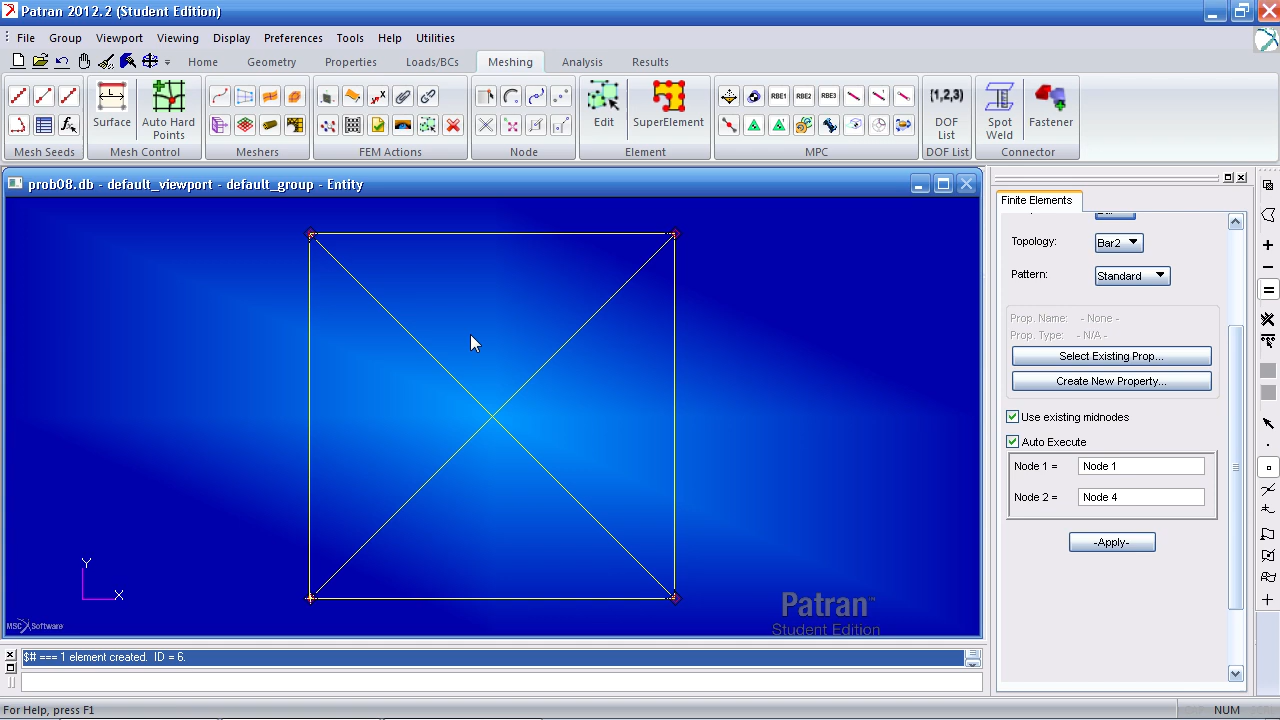 Patran 2012.2 (Student Edition)
File Group Viewport Viewing Display Preferences Tools Help Utilities
Home Geometry Properties Loads/BCs Meshing Analysis Results
Surface Auto Hard Points Edit SuperElement RBE1 RBE2 RBE3 (1,2,3) DOF List Spot Weld Fastener
Mesh Seeds Mesh Control Meshers FEM Actions Node Element MPC DOF List Connector
prob08.db - default_viewport - default_group - Entity
Finite Elements
Topology: Bar2
Pattern: Standard
Prop. Name: - None -
Prop. Type: - N/A -
Select Existing Prop...
Create New Property...
Use existing midnodes
Auto Execute
Node 1 = Node 1
Node 2 = Node 4
-Apply-
Y
X
MSC Software
Patran™
Student Edition
$# === 1 element created. ID = 6.
For Help, press F1
NUM